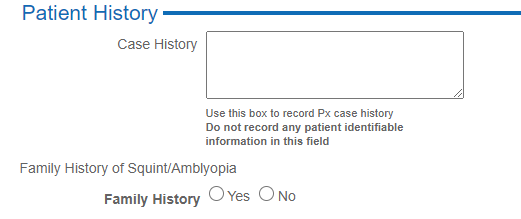 Patient History
Case History
Use this box to record Px case history
Do not record any patient identifiable
information in this field
Family History of Squint/Amblyopia
Family History Yes No